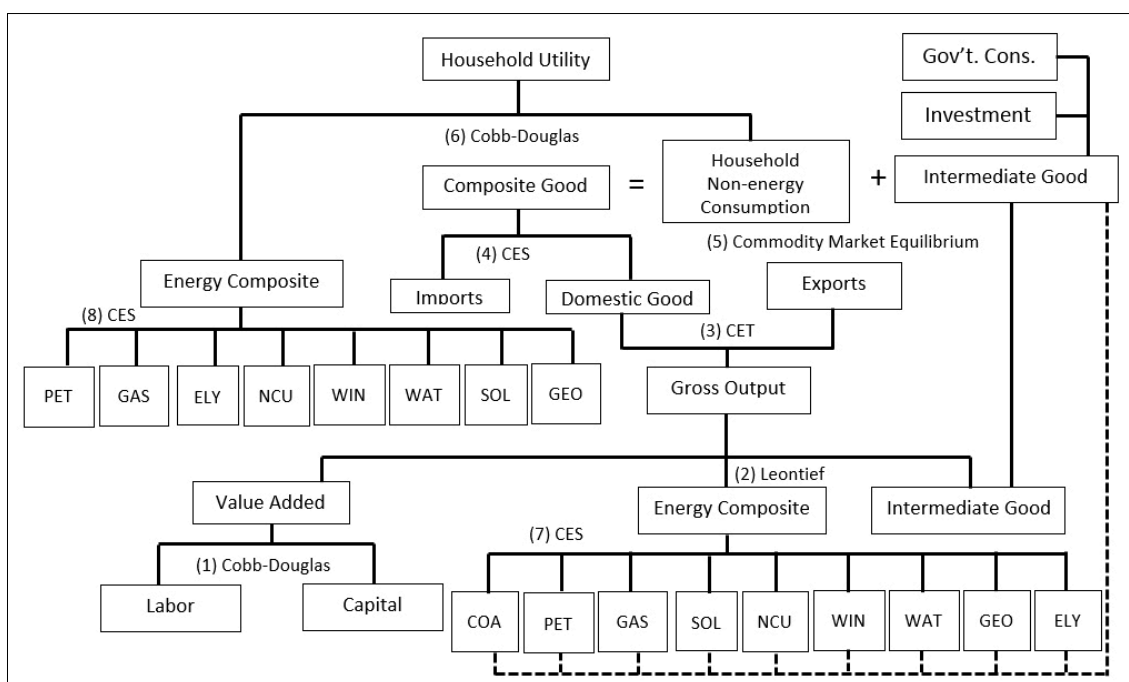 Household Utility
Gov't. Cons.
Investment
(6) Cobb-Douglas
Composite Good
=
Household
Non-energy
Consumption
+
Intermediate Good
(5) Commodity Market Equilibrium
(4) CES
Energy Composite
Imports
Domestic Good
Exports
(8) CES
(3) CET
PET
GAS
ELY
NCU
WIN
WAT
SOL
GEO
Gross Output
(2) Leontief
Value Added
Energy Composite
Intermediate Good
(7) CES
(1) Cobb-Douglas
Labor
Capital
COA
PET
GAS
SOL
NCU
WIN
WAT
GEO
ELY